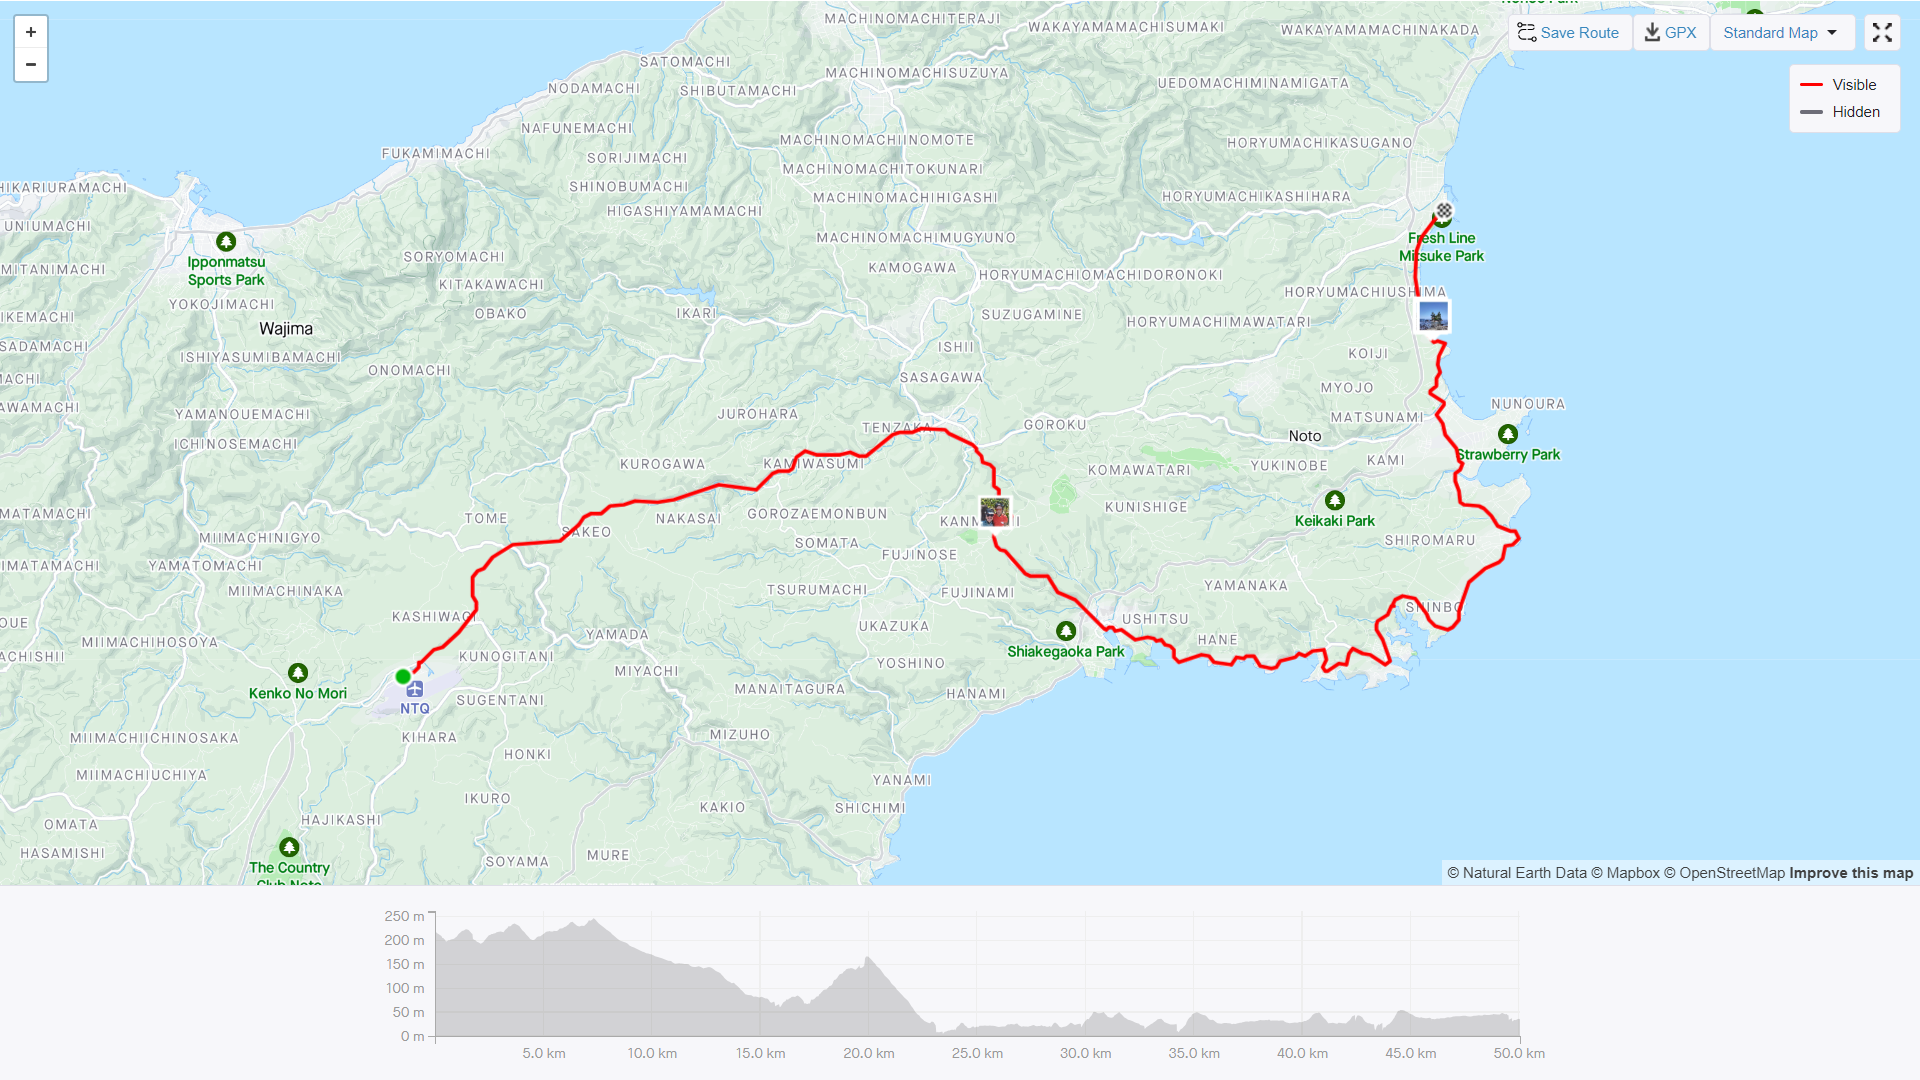 +
−
Save Route
GPX
Standard Map
Visible
Hidden
MACHINOMACHITERAJI
WAKAYAMAMACHISUMAKI
WAKAYAMAMACHINAKADA
SATOMACHI
MACHINOMACHISUZUYA
UEDOMACHIMINAMIGATA
NODAMACHI
SHIBUTAMACHI
NAFUNEMACHI
MACHINOMACHINOMOTE
HORYUMACHIKASUGANO
FUKAMIMACHI
SORIJIMACHI
MACHINOMACHITOKUNARI
HIKARIURAMACHI
SHINOBUMACHI
MACHINOMACHIHIGASHI
HORYUMACHIKASHIHARA
HIGASHIYAMAMACHI
UNIUMACHI
MACHINOMACHIMUGYUNO
Fresh Line
Mitsuke Park
Ipponmatsu
Sports Park
SORYOMACHI
KAMOGAWA
HORYUMACHIOMACHIDORONOKI
MITANIMACHI
KITAKAWACHI
HORYUMACHIUSHIMA
YOKOJIMACHI
OBAKO
IKARI
SUZUGAMINE
HORYUMACHIMAWATARI
IKEMACHI
Wajima
SADAMACHI
ISHIYASUMIBAMACHI
ISHII
KOIJI
ONOMACHI
SASAGAWA
MYOJO
AWAMACHI
YAMANOUEMACHI
JUROHARA
MATSUNAMI
NUNOURA
TENZAKA
GOROKU
ICHINOSEMACHI
Noto
Strawberry Park
KUROGAWA
KAMIWASUMI
KOMAWATARI
YUKINOBE
KAMI
MATAMACHI
TOME
NAKASAI
GOROZAEMONBUN
KUNISHIGE
Keikaki Park
SAKEO
MIIMACHINIGYO
SOMATA
FUJINOSE
SHIROMARU
IMATAMACHI
YAMATOMACHI
MIIMACHINAKA
TSURUMACHI
FUJINAMI
YAMANAKA
SHINBO
KASHIWAGI
UKAZUKA
USHITSU
MIIMACHIHOSOYA
YAMADA
HANE
ACHISHII
KUNOGITANI
YOSHINO
Shiakegaoka Park
MIYACHI
Kenko No Mori
MANAITAGURA
HANAMI
NTQ
SUGENTANI
MIIMACHIICHINOSAKA
KIHARA
MIZUHO
HONKI
MIIMACHIUCHIYA
YANAMI
IKURO
KAKIO
SHICHIMI
OMATA
HAJIKASHI
HASAMISHI
MURE
SOYAMA
The Country
© Natural Earth Data © Mapbox © OpenStreetMap Improve this map
250 m
200 m
150 m
100 m
50 m
0 m
5.0 km 10.0 km 15.0 km 20.0 km 25.0 km 30.0 km 35.0 km 40.0 km 45.0 km 50.0 km